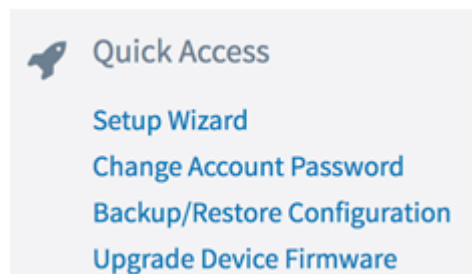 Quick Access
Setup Wizard
Change Account Password
Backup/Restore Configuration
Upgrade Device Firmware